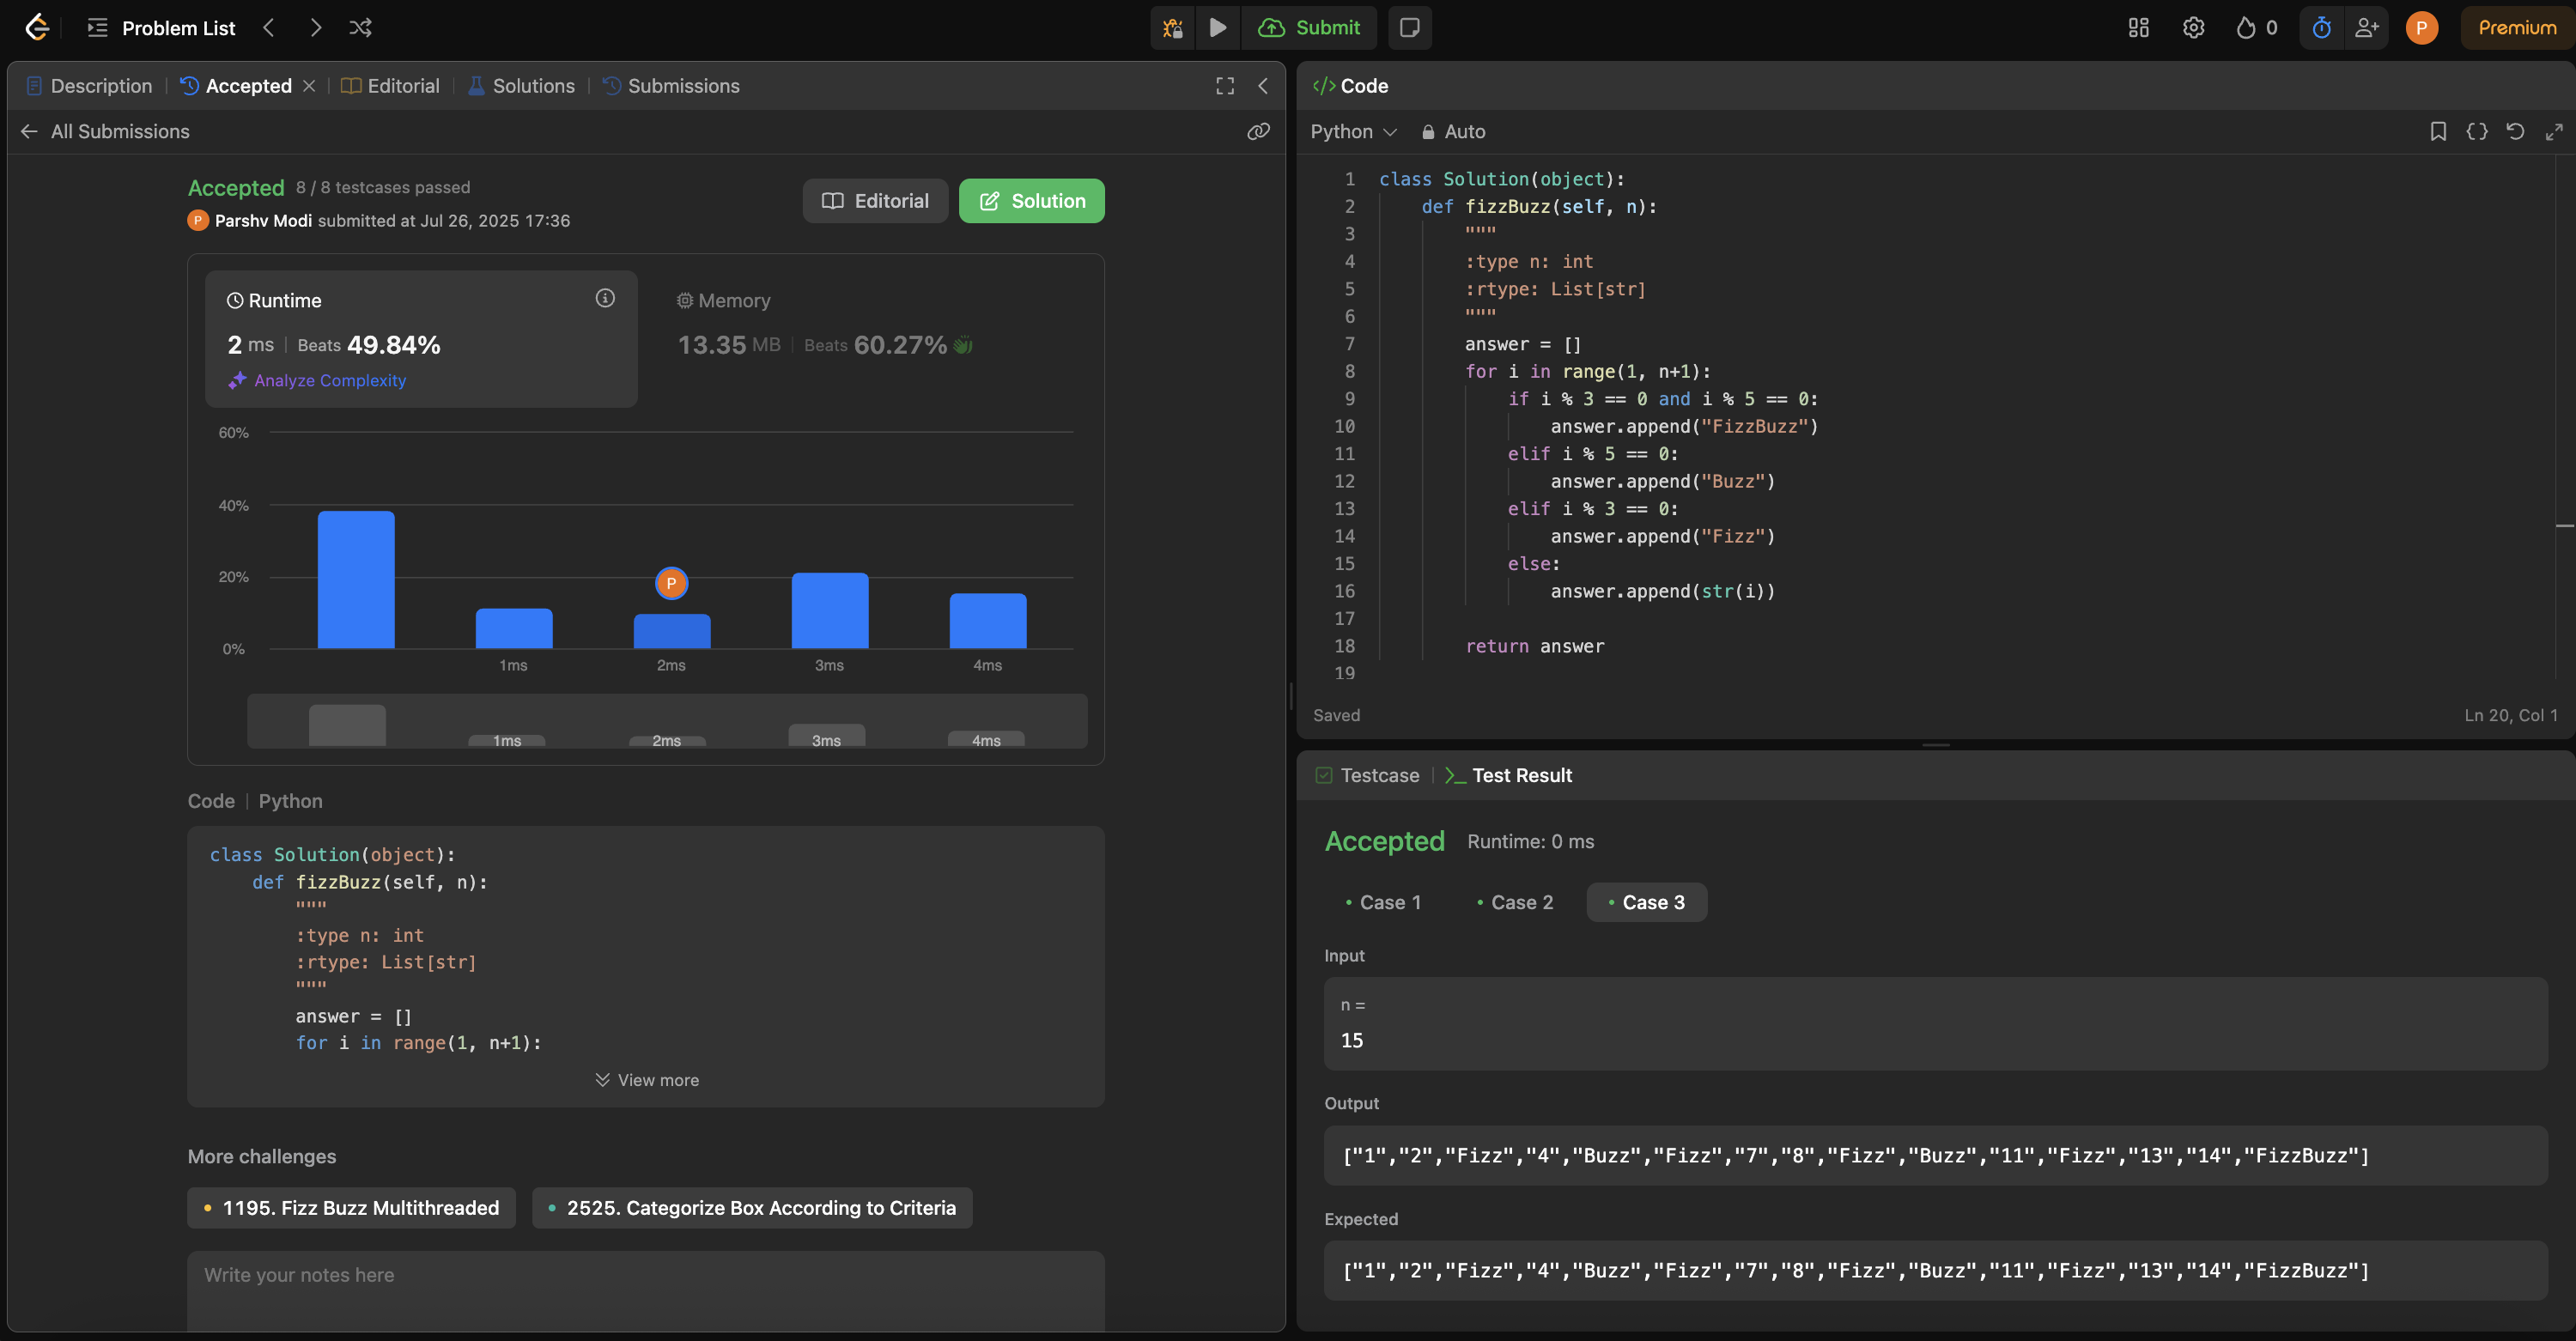 Problem List
Submit
0
P
Premium
Description
Accepted
Editorial
Solutions
Submissions
All Submissions
Accepted 8 / 8 testcases passed
P Parshv Modi submitted at Jul 26, 2025 17:36
Editorial
Solution
Runtime
2 ms | Beats 49.84%
Analyze Complexity
Memory
13.35 MB | Beats 60.27%
60%
40%
20%
0%
P
1ms 2ms 3ms 4ms
1ms 2ms 3ms 4ms
Code | Python
class Solution(object):
    def fizzBuzz(self, n):
        """
        :type n: int
        :rtype: List[str]
        """
        answer = []
        for i in range(1, n+1):
View more
More challenges
1195. Fizz Buzz Multithreaded
2525. Categorize Box According to Criteria
Write your notes here
</> Code
Python
Auto
1 class Solution(object):
2     def fizzBuzz(self, n):
3         """
4         :type n: int
5         :rtype: List[str]
6         """
7         answer = []
8         for i in range(1, n+1):
9             if i % 3 == 0 and i % 5 == 0:
10                 answer.append("FizzBuzz")
11             elif i % 5 == 0:
12                 answer.append("Buzz")
13             elif i % 3 == 0:
14                 answer.append("Fizz")
15             else:
16                 answer.append(str(i))
17
18         return answer
19
Saved
Ln 20, Col 1
Testcase
>_ Test Result
Accepted Runtime: 0 ms
• Case 1
• Case 2
• Case 3
Input
n =
15
Output
["1","2","Fizz","4","Buzz","Fizz","7","8","Fizz","Buzz","11","Fizz","13","14","FizzBuzz"]
Expected
["1","2","Fizz","4","Buzz","Fizz","7","8","Fizz","Buzz","11","Fizz","13","14","FizzBuzz"]